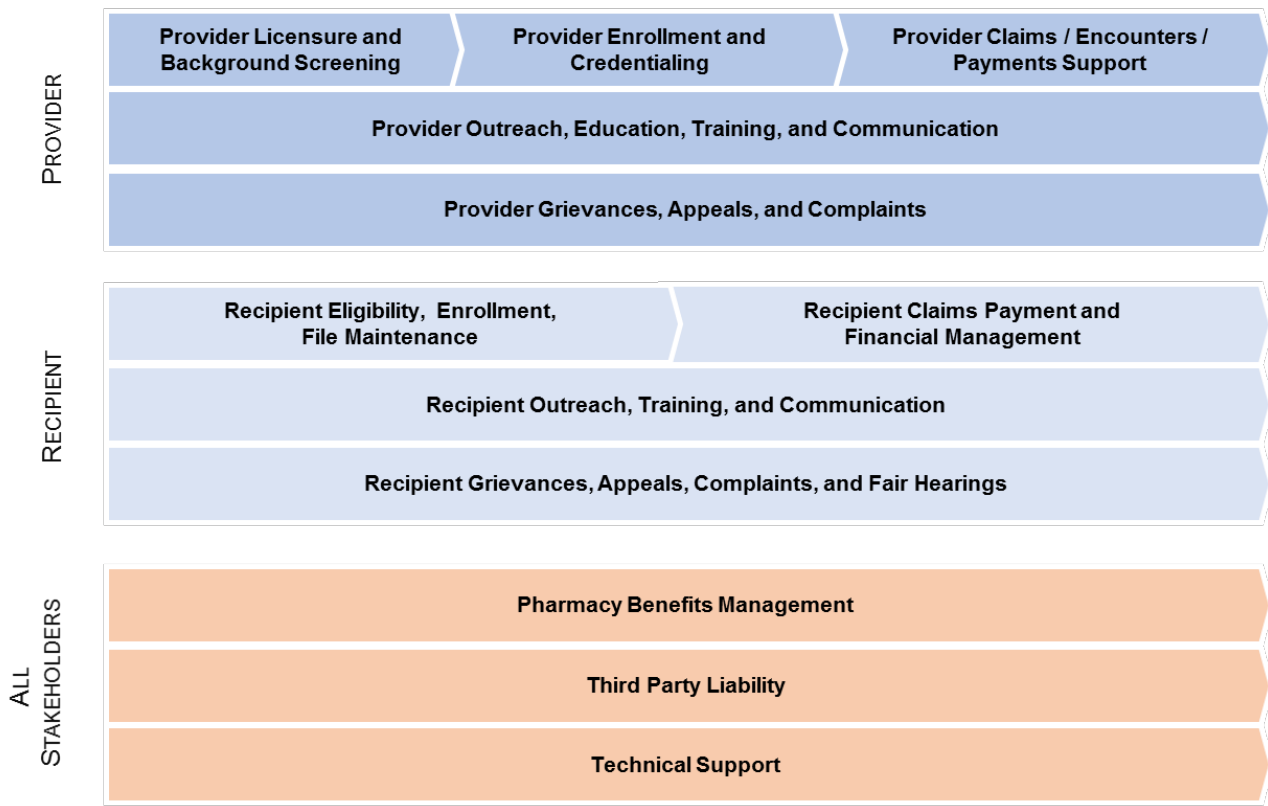 PROVIDER
Provider Licensure and
Background Screening
Provider Enrollment and
Credentialing
Provider Claims / Encounters /
Payments Support
Provider Outreach, Education, Training, and Communication
Provider Grievances, Appeals, and Complaints
RECIPIENT
Recipient Eligibility, Enrollment,
File Maintenance
Recipient Claims Payment and
Financial Management
Recipient Outreach, Training, and Communication
Recipient Grievances, Appeals, Complaints, and Fair Hearings
ALL
STAKEHOLDERS
Pharmacy Benefits Management
Third Party Liability
Technical Support